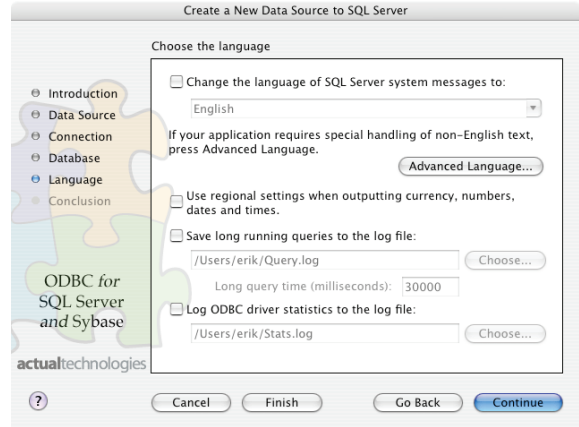 Create a New Data Source to SQL Server
Choose the language
Introduction
Data Source
Connection
Database
Language
Conclusion
ODBC for
SQL Server
and Sybase
actualtechnologies
Change the language of SQL Server system messages to:
English
If your application requires special handling of non-English text,
press Advanced Language.
Advanced Language...
Use regional settings when outputting currency, numbers,
dates and times.
Save long running queries to the log file:
/Users/erik/Query.log
Choose...
Long query time (milliseconds): 30000
Log ODBC driver statistics to the log file:
/Users/erik/Stats.log
Choose...
?
Cancel
Finish
Go Back
Continue